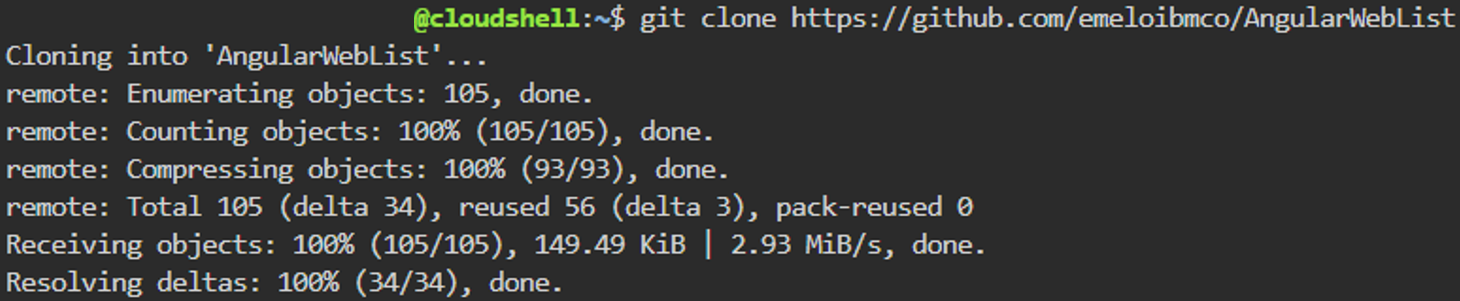 @cloudshell:~$ git clone https://github.com/emeloibmco/AngularWebList
Cloning into 'AngularWebList'...
remote: Enumerating objects: 105, done.
remote: Counting objects: 100% (105/105), done.
remote: Compressing objects: 100% (93/93), done.
remote: Total 105 (delta 34), reused 56 (delta 3), pack-reused 0
Receiving objects: 100% (105/105), 149.49 KiB | 2.93 MiB/s, done.
Resolving deltas: 100% (34/34), done.